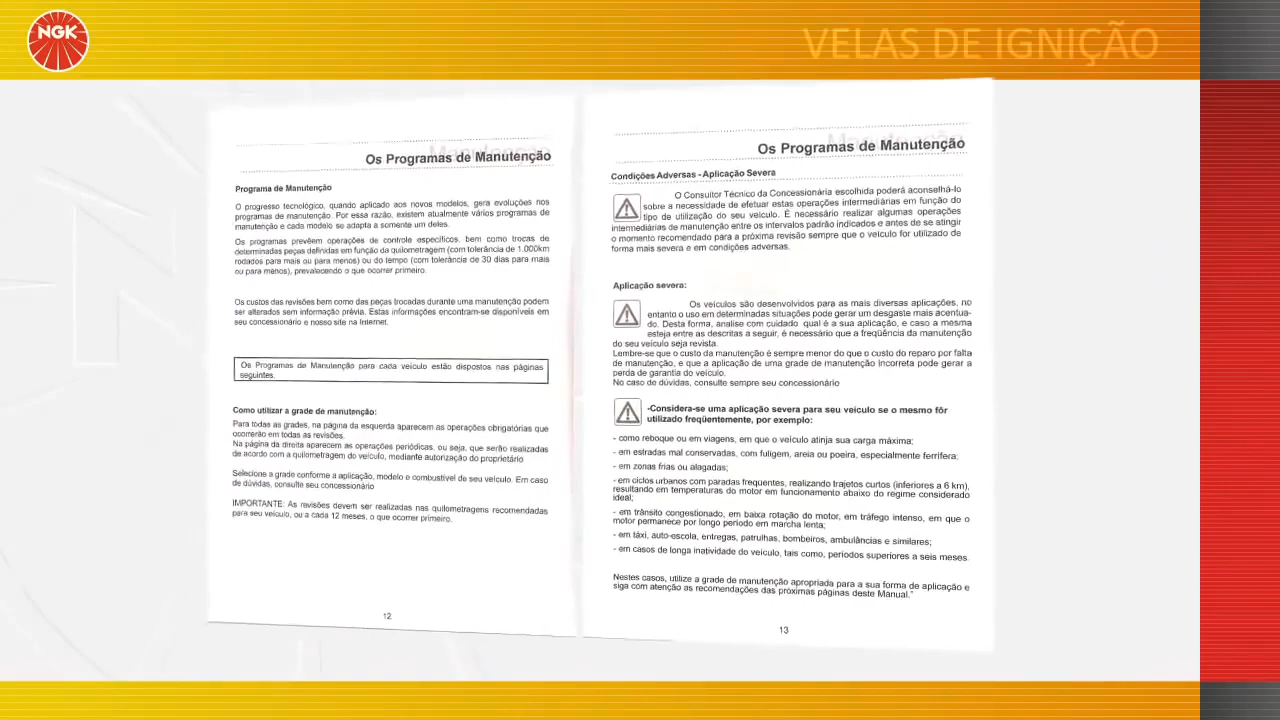 NGK
VELAS DE IGNIÇÃO
Os Programas de Manutenção
Programa de Manutenção
O progresso tecnológico, quando aplicado aos novos modelos, gera evoluções nos
programas de manutenção. Por essa razão, existem atualmente vários programas de
manutenção e cada modelo se adapta a somente um deles.
Os programas prevêem operações de controle específicos, bem como trocas de
determinadas peças definidas em função da quilometragem (com tolerância de 1.000km
rodados para mais ou para menos) ou do tempo (com tolerância de 30 dias para mais
ou para menos), prevalecendo o que ocorrer primeiro.
Os custos das revisões bem como das peças trocadas durante uma manutenção podem
ser alterados sem informação prévia. Estas informações encontram-se disponíveis em
seu concessionário e nosso site na Internet.
Os Programas de Manutenção para cada veículo estão dispostos nas páginas
seguintes.
Como utilizar a grade de manutenção:
Para todas as grades, na página da esquerda aparecem as operações obrigatórias que
ocorrerão em todas as revisões.
Na página da direita aparecem as operações periódicas, ou seja, que serão realizadas
de acordo com a quilometragem do veículo, mediante autorização do proprietário
Selecione a grade conforme a aplicação, modelo e combustível de seu veículo. Em caso
de dúvidas, consulte seu concessionário
IMPORTANTE: As revisões devem ser realizadas nas quilometragens recomendadas
para seu veículo, ou a cada 12 meses, o que ocorrer primeiro.
12
Os Programas de Manutenção
Condições Adversas - Aplicação Severa
O Consultor Técnico da Concessionária escolhida poderá aconselhá-lo
sobre a necessidade de efetuar estas operações intermediárias em função do
tipo de utilização do seu veículo. É necessário realizar algumas operações
intermediárias de manutenção entre os intervalos padrão indicados e antes de se atingir
o momento recomendado para a próxima revisão sempre que o veículo for utilizado de
forma mais severa e em condições adversas.
Aplicação severa:
Os veículos são desenvolvidos para as mais diversas aplicações, no
entanto o uso em determinadas situações pode gerar um desgaste mais acentua-
do. Desta forma, analise com cuidado qual é a sua aplicação, e caso a mesma
esteja entre as descritas a seguir, é necessário que a freqüência da manutenção
do seu veículo seja revista.
Lembre-se que o custo da manutenção é sempre menor do que o custo do reparo por falta
de manutenção, e que a aplicação de uma grade de manutenção incorreta pode gerar a
perda de garantia do veículo.
No caso de dúvidas, consulte sempre seu concessionário
-Considera-se uma aplicação severa para seu veículo se o mesmo fôr
utilizado freqüentemente, por exemplo:
- como reboque ou em viagens, em que o veículo atinja sua carga máxima;
- em estradas mal conservadas, com fuligem, areia ou poeira, especialmente ferrífera;
- em zonas frias ou alagadas;
- em ciclos urbanos com paradas frequentes, realizando trajetos curtos (inferiores a 6 km),
resultando em temperaturas do motor em funcionamento abaixo do regime considerado
ideal;
- em trânsito congestionado, em baixa rotação do motor, em tráfego intenso, em que o
motor permanece por longo período em marcha lenta;
- em táxi, auto-escola, entregas, patrulhas, bombeiros, ambulâncias e similares;
- em casos de longa inatividade do veículo, tais como, períodos superiores a seis meses.
Nestes casos, utilize a grade de manutenção apropriada para a sua forma de aplicação e
siga com atenção as recomendações das próximas páginas deste Manual."
13